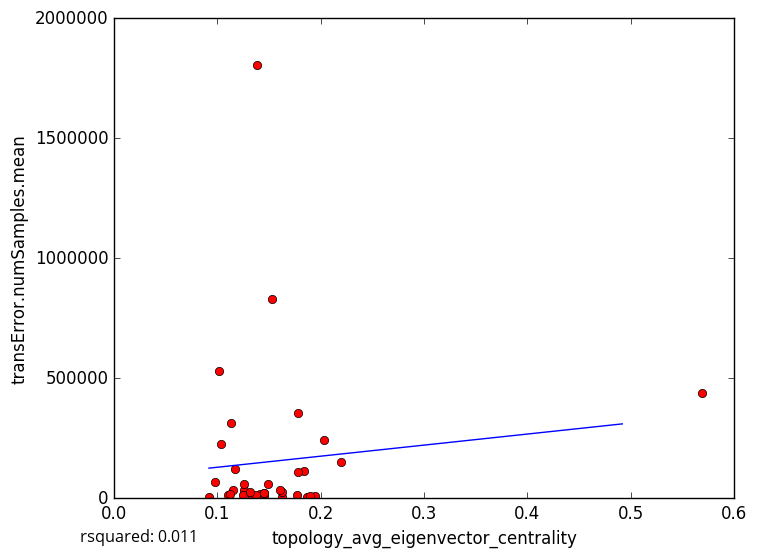 2000000
1500000
1000000
500000
0
transError.numSamples.mean
0.0 0.1 0.2 0.3 0.4 0.5 0.6
topology_avg_eigenvector_centrality
rsquared: 0.011